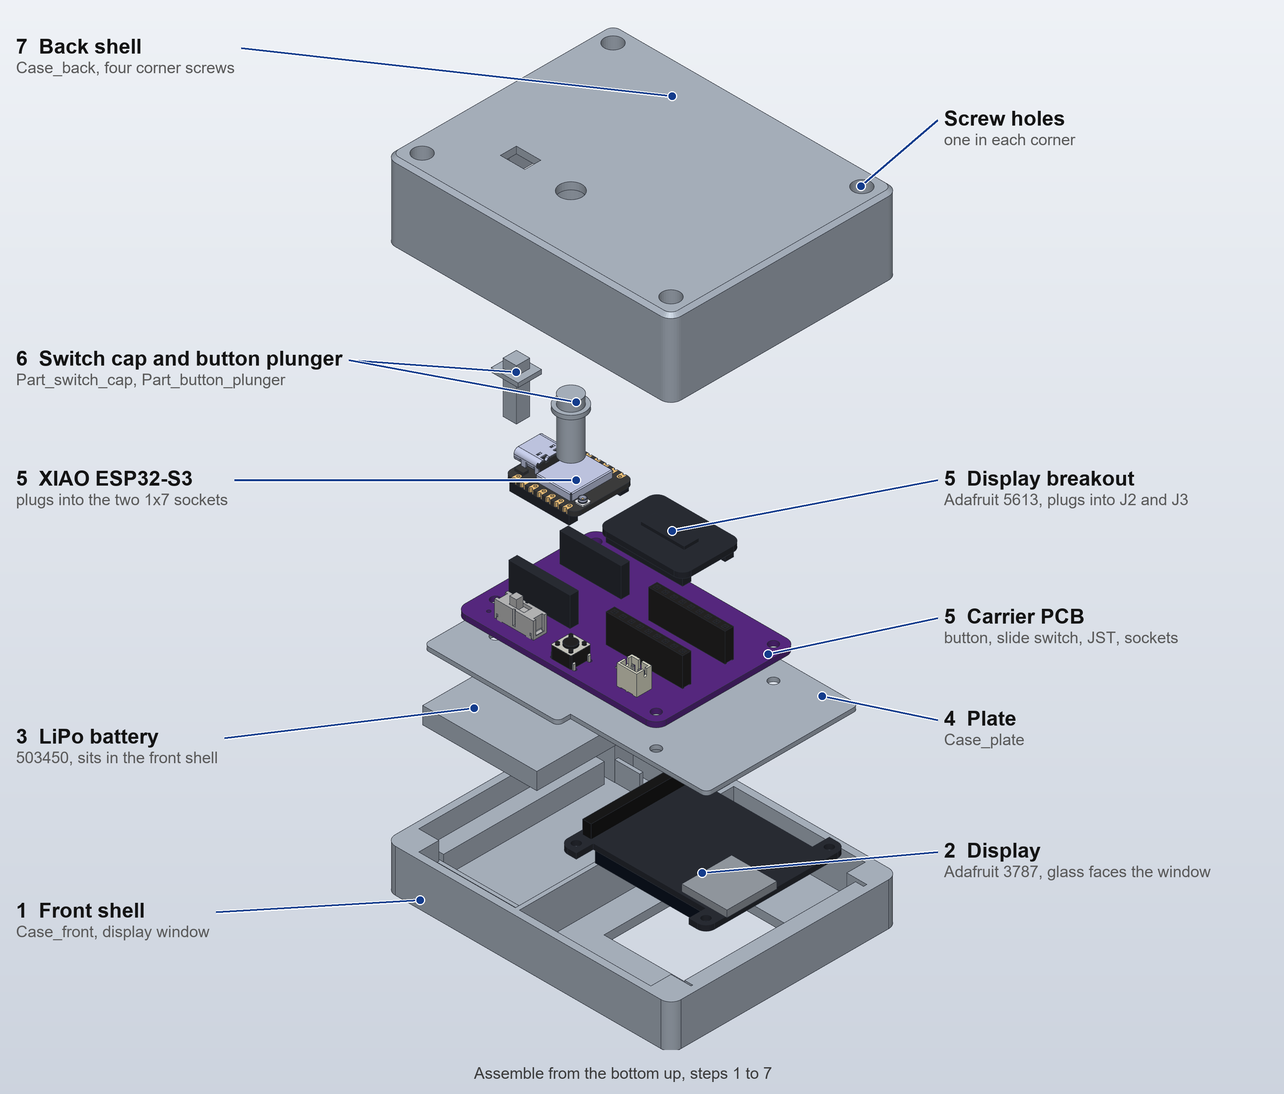 7 Back shell
Case_back, four corner screws
Screw holes
one in each corner
6 Switch cap and button plunger
Part_switch_cap, Part_button_plunger
5 XIAO ESP32-S3
plugs into the two 1x7 sockets
5 Display breakout
Adafruit 5613, plugs into J2 and J3
5 Carrier PCB
button, slide switch, JST, sockets
4 Plate
Case_plate
3 LiPo battery
503450, sits in the front shell
2 Display
Adafruit 3787, glass faces the window
1 Front shell
Case_front, display window
Assemble from the bottom up, steps 1 to 7